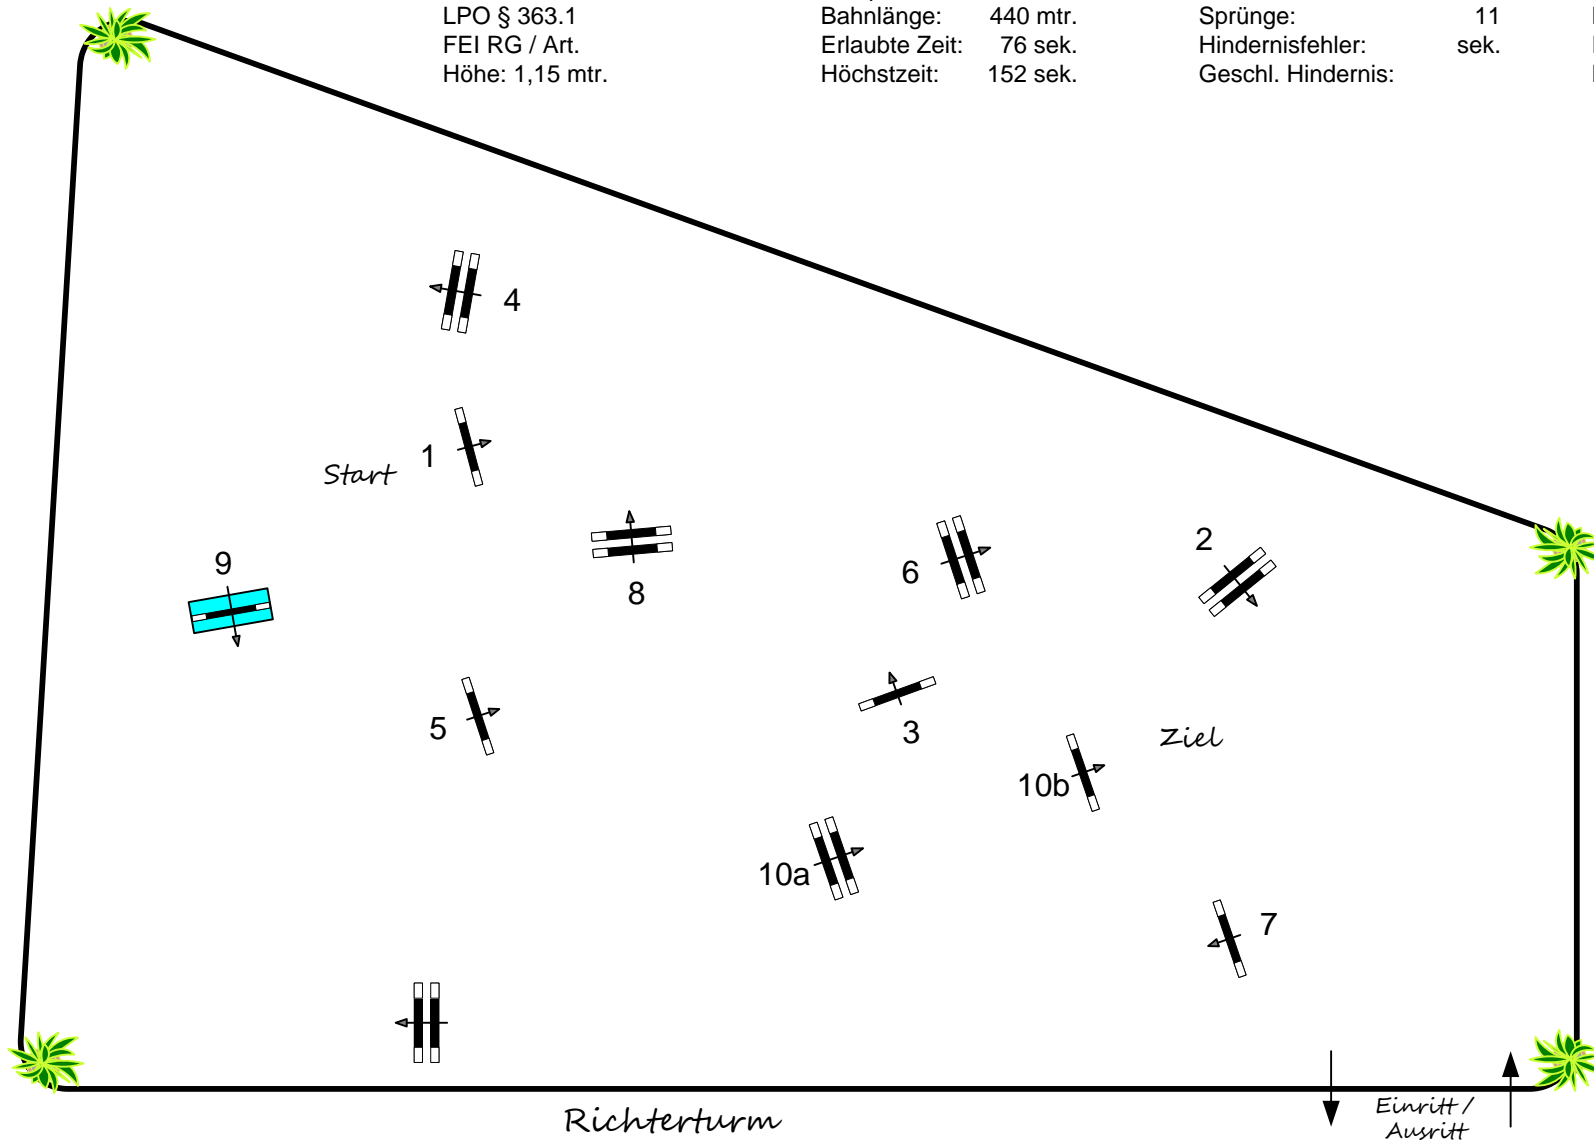 LPO § 363.1 Bahnlänge: 440 mtr. Sprünge: 11
FEI RG / Art. Erlaubte Zeit: 76 sek. Hindernisfehler: sek.
Höhe: 1,15 mtr. Höchstzeit: 152 sek. Geschl. Hindernis:
4
1
Start
2
9
6
8
3
5
Ziel
10b
10a
7
Richterturm
Einritt /
Ausritt